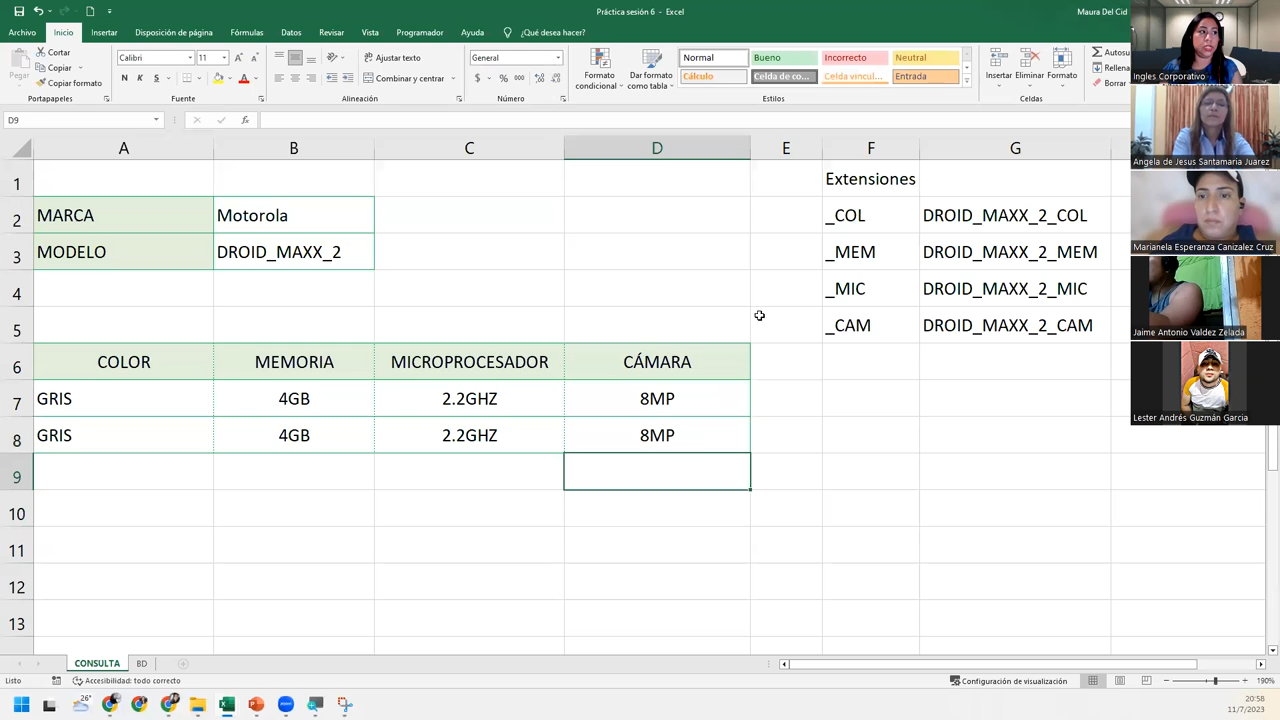 Práctica sesión 6 - Excel
Maura Del Cid
Archivo Inicio Insertar Disposición de página Fórmulas Datos Revisar Vista Programador Ayuda ¿Qué desea hacer?
Pegar
Cortar
Copiar
Copiar formato
Portapapeles
Calibri 11
N K S
Fuente
Ajustar texto
Combinar y centrar
Alineación
General
$ % 000
Número
Formato condicional
Dar formato como tabla
Normal Bueno Incorrecto Neutral
Cálculo Celda de co... Celda vincul... Entrada
Estilos
Insertar Eliminar Formato
Celdas
Autosu
Rellena
Borrar
D9
fx
A B C D E F G
1 Extensiones
2 MARCA Motorola _COL DROID_MAXX_2_COL
3 MODELO DROID_MAXX_2 _MEM DROID_MAXX_2_MEM
4 _MIC DROID_MAXX_2_MIC
5 _CAM DROID_MAXX_2_CAM
6 COLOR MEMORIA MICROPROCESADOR CÁMARA
7 GRIS 4GB 2.2GHZ 8MP
8 GRIS 4GB 2.2GHZ 8MP
9
10
11
12
13
Ingles Corporativo
Angela de Jesus Santamaria Juarez
Marianela Esperanza Canizalez Cruz
Jaime Antonio Valdez Zelada
Lester Andrés Guzmán Garcia
CONSULTA BD
Listo
Accesibilidad: todo correcto
Configuración de visualización
190%
26°
zoom
20:58
11/7/2023